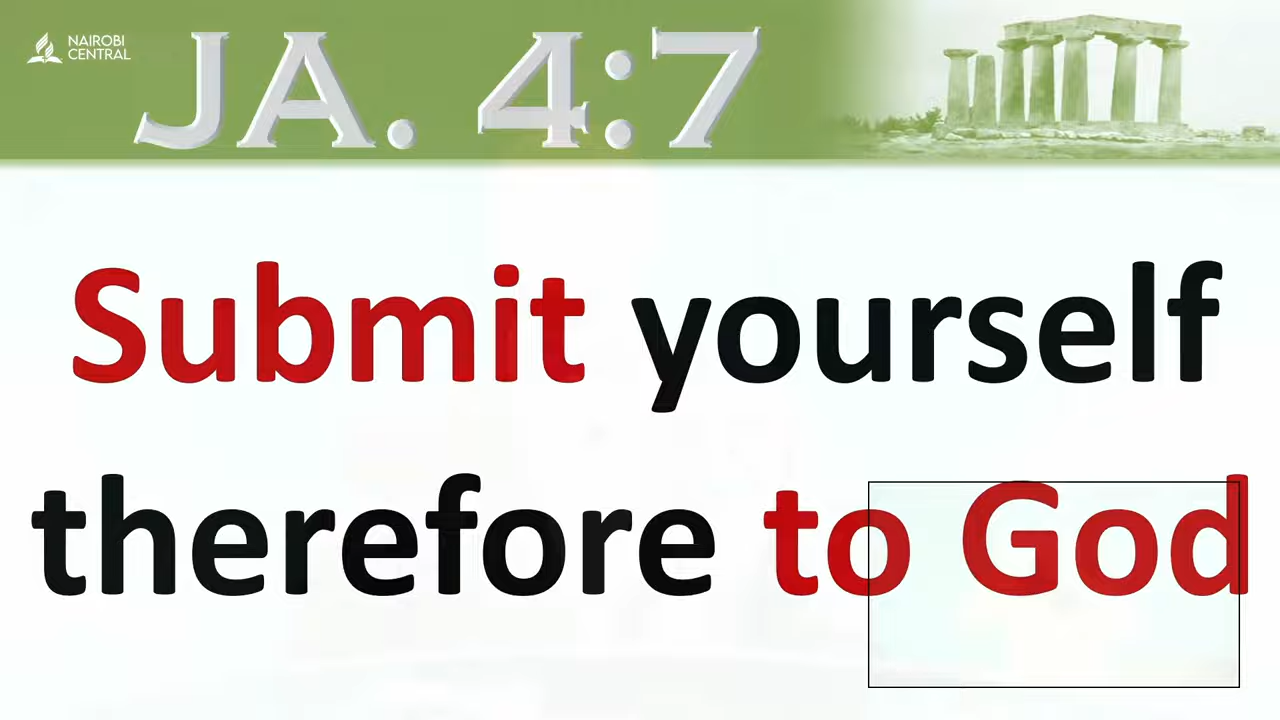 NAIROBI
CENTRAL
JA. 4:7
Submit yourself
therefore to God